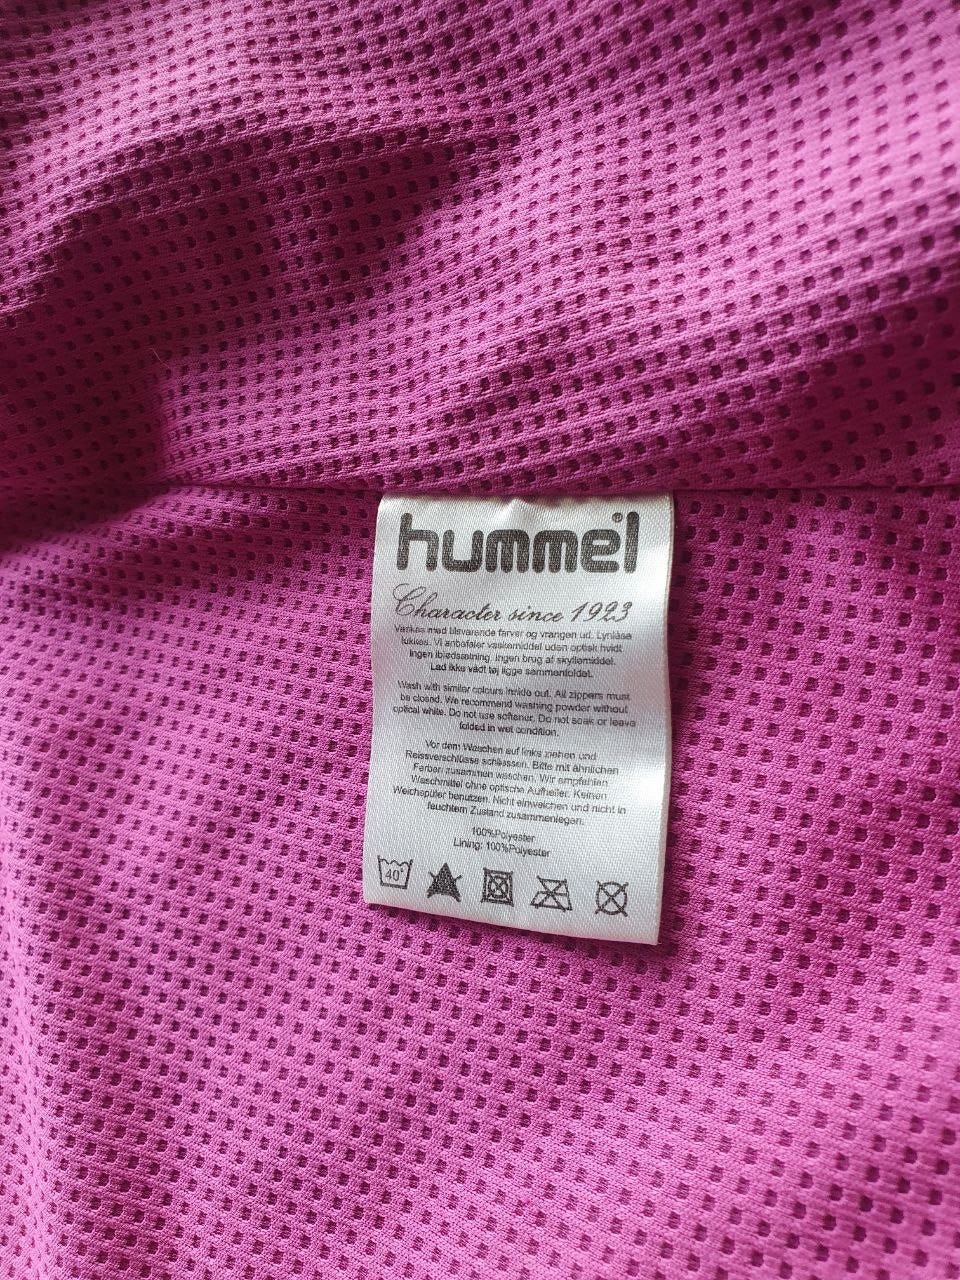 hummel®
Character since 1923
Vaskes med tilsvarende farver og vrangen ud. Lynlåse
lukkes. Vi anbefaler vaskemiddel uden optisk hvidt.
Ingen iblødsætning. Ingen brug af skyllemiddel.
Lad ikke vådt tøj ligge sammenfoldet.
Wash with similar colours inside out. All zippers must
be closed. We recommend washing powder without
optical white. Do not use softener. Do not soak or leave
folded in wet condition.
Vor dem Waschen auf links ziehen und
Reissverschlüsse schliessen. Bitte mit ähnlichen
Farben zusammen waschen. Wir empfehlen
Waschmittel ohne optische Aufheller. Keinen
Weichspüler benutzen. Nicht einweichen und nicht in
feuchtem Zustand zusammenlegen.
100%Polyester
Lining: 100%Polyester
40°